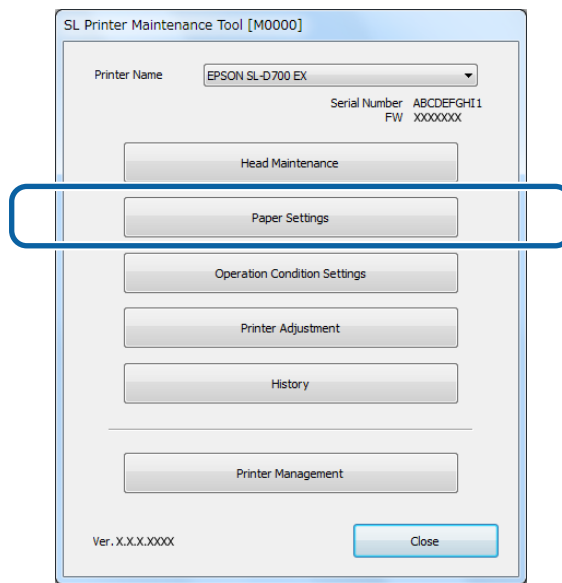 SL Printer Maintenance Tool [M0000]
Printer Name EPSON SL-D700 EX
Serial Number ABCDEFGHI1
FW XXXXXXX
Head Maintenance
Paper Settings
Operation Condition Settings
Printer Adjustment
History
Printer Management
Ver. X.X.X.XXXX Close